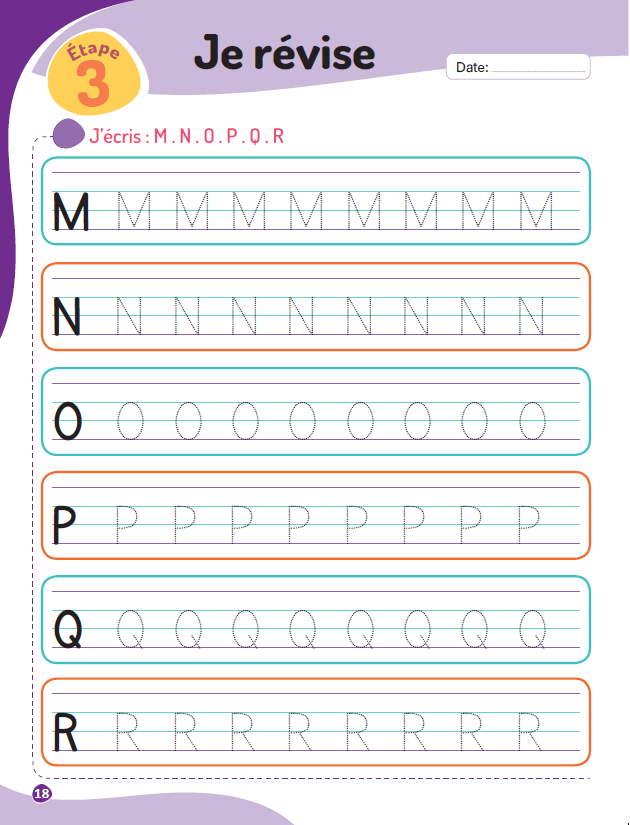 Étape
3
Je révise
Date:
J'écris : M . N . O . P . Q . R
M M M M M M M M M
N N N N N N N N N
O O O O O O O O O
P P P P P P P P P
Q Q Q Q Q Q Q Q Q
R R R R R R R R R
18